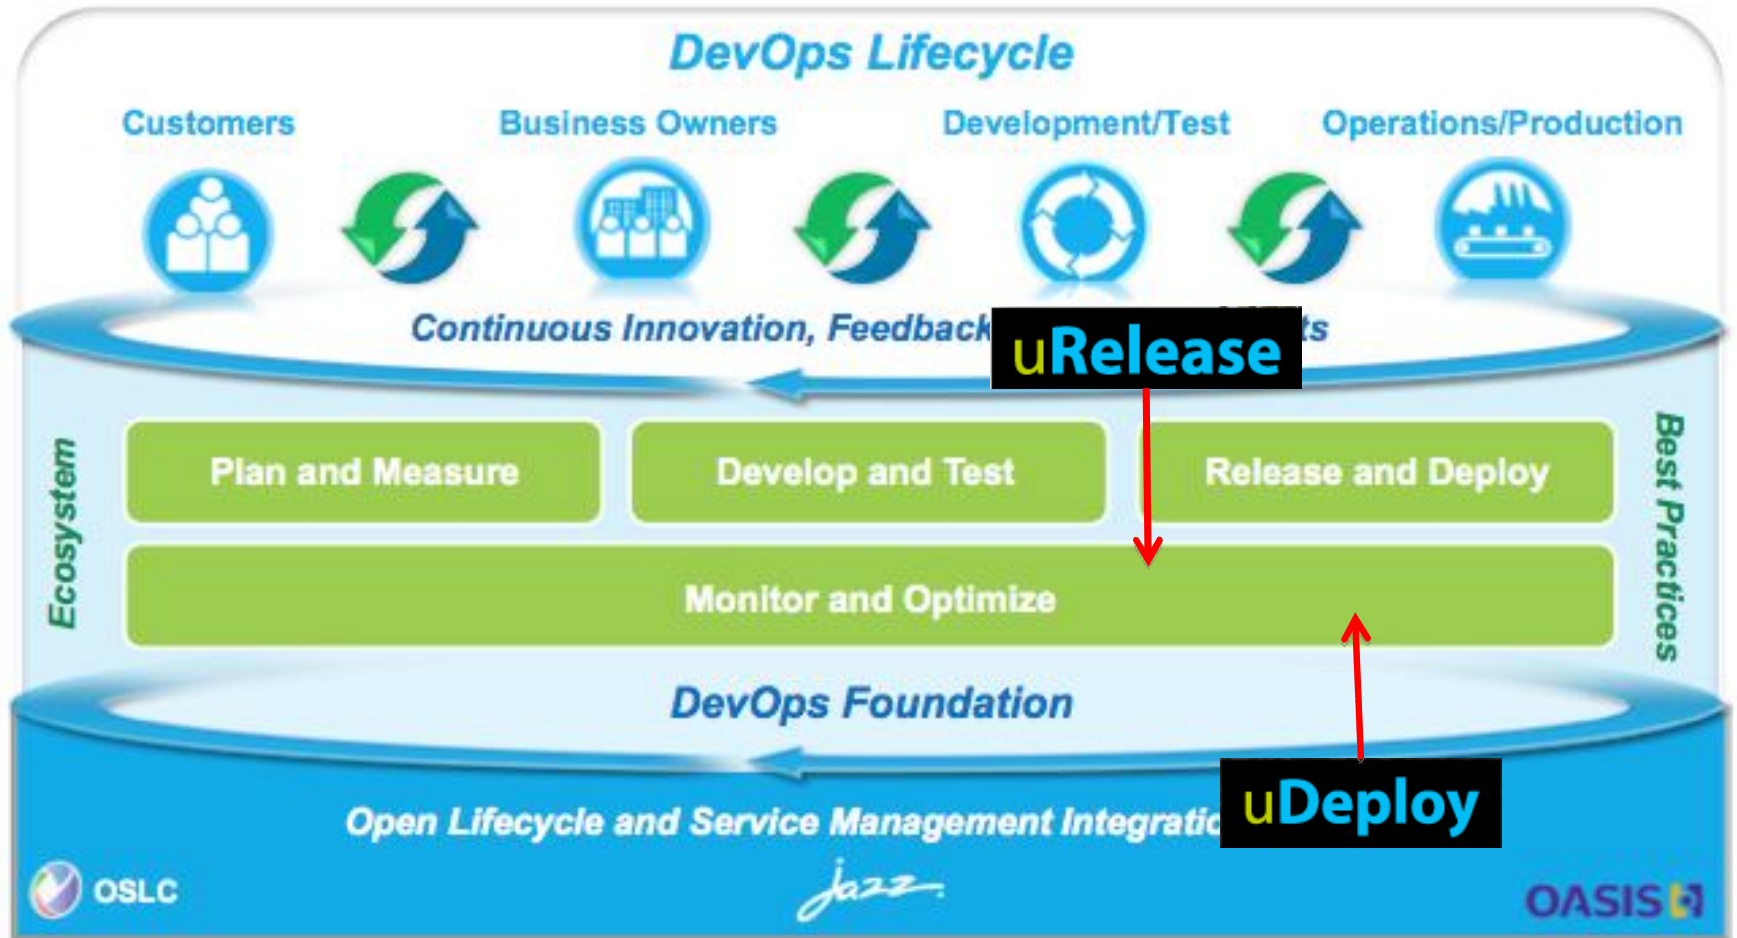 DevOps Lifecycle
Customers
Business Owners
Development/Test
Operations/Production
Continuous Innovation, Feedback
uRelease
Ecosystem
Plan and Measure
Develop and Test
Release and Deploy
Best Practices
Monitor and Optimize
DevOps Foundation
uDeploy
Open Lifecycle and Service Management
OSLC
jazz
OASIS